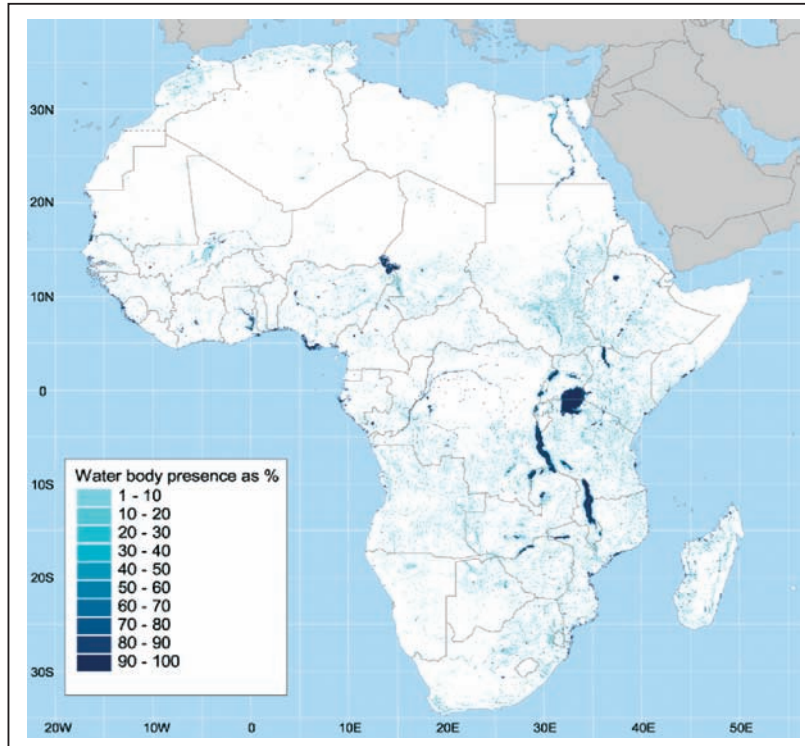 30N
20N
10N
0
10S
20S
30S
Water body presence as %
1 - 10
10 - 20
20 - 30
30 - 40
40 - 50
50 - 60
60 - 70
70 - 80
80 - 90
90 - 100
20W 10W 0 10E 20E 30E 40E 50E